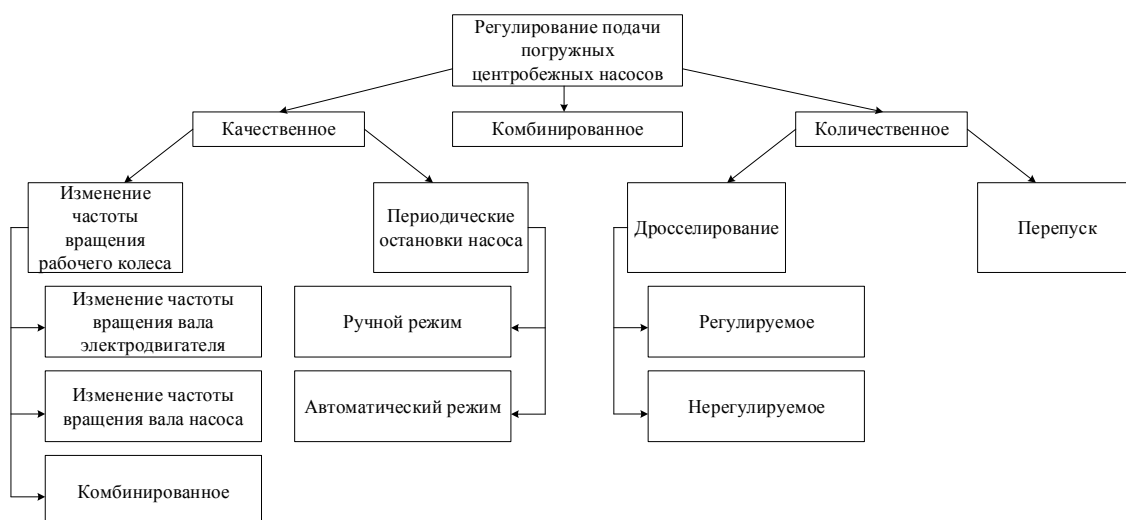 Регулирование подачи
погружных
центробежных насосов
Качественное
Комбинированное
Количественное
Изменение
частоты
вращения
рабочего колеса
Периодические
остановки насоса
Дросселирование
Перепуск
Изменение частоты
вращения вала
электродвигателя
Ручной режим
Регулируемое
Изменение частоты
вращения вала насоса
Автоматический режим
Нерегулируемое
Комбинированное